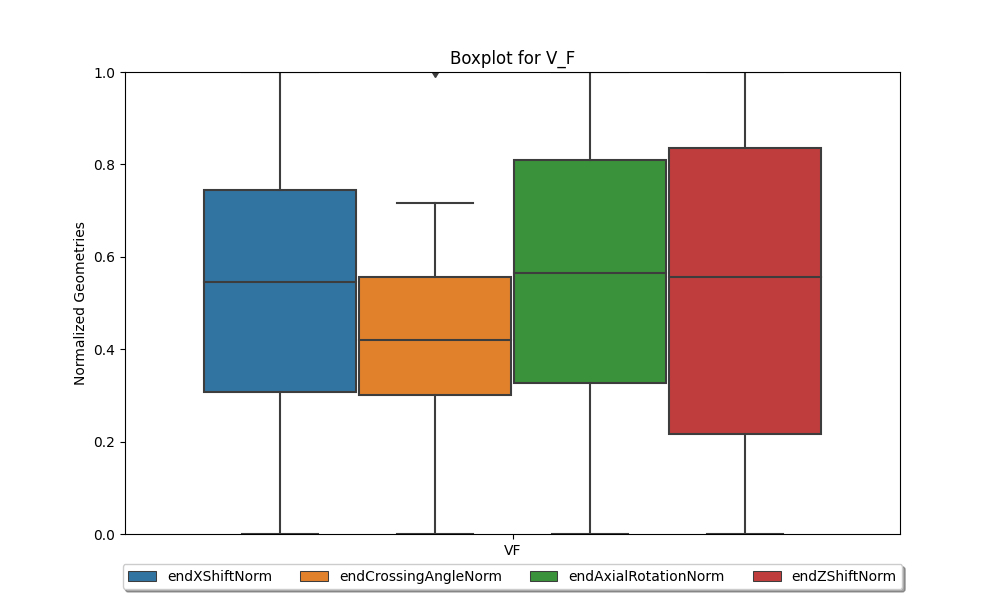 Boxplot for V_F
1.0
0.8
0.6
0.4
0.2
0.0
Normalized Geometries
VF
endXShiftNorm endCrossingAngleNorm endAxialRotationNorm endZShiftNorm